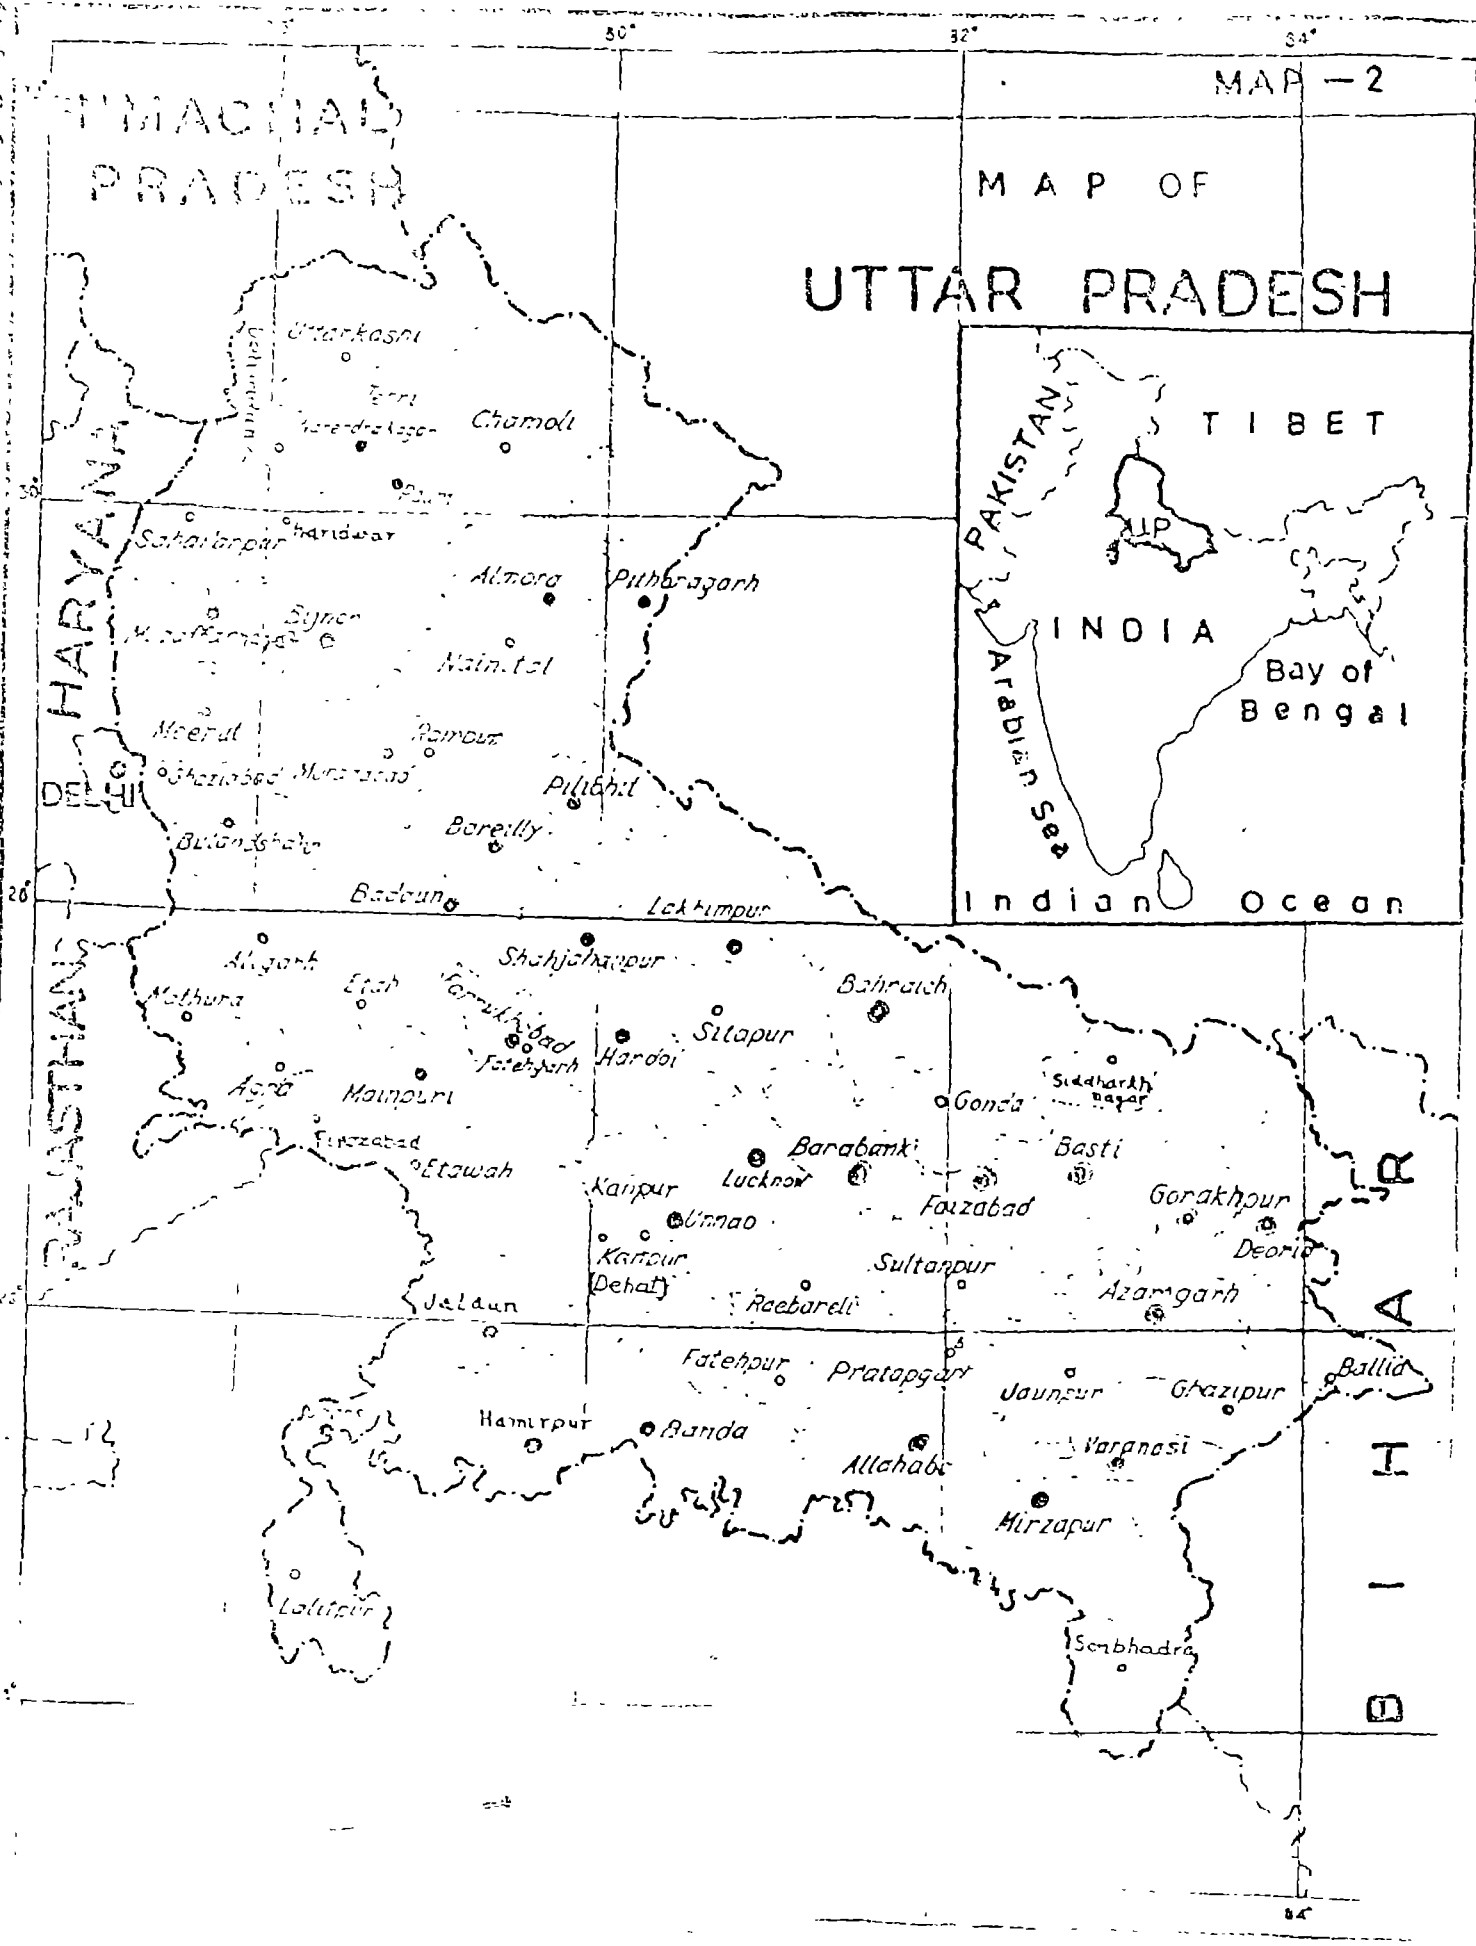 80°
82°
84°
MAP-2
PRADESH
MAP OF
UTTAR PRADESH
Uttarkashi
Chamoli
PAKISTAN
TIBET
U.P
INDIA
Arabian Sea
Bay of
Bengal
Indian Ocean
30°
HARYANA
Saharanpur
Haridwar
Almora
Pithoragarh
Nainital
Meerut
Rampur
DELHI
Ghaziabad
Moradabad
Pilibhit
Bulandshahr
Bareilly
Badaun
Lakhimpur
Aligarh
Shahjahanpur
Mathura
Etah
Farrukhabad
Bahraich
Fatehgarh
Hardoi
Sitapur
RAJASTHAN
Agra
Mainpuri
Gonda
Siddharth
nagar
Firozabad
Etawah
Lucknow
Barabanki
Basti
Kanpur
Unnao
Faizabad
Gorakhpur
Deoria
Kanpur
(Dehat)
Sultanpur
Jalaun
Raebareli
Azamgarh
Fatehpur
Pratapgarh
Jaunpur
Ghazipur
Ballia
Hamirpur
Banda
Allahaba
Varanasi
Mirzapur
Lalitpur
Sonbhadra
BIHAR
84°